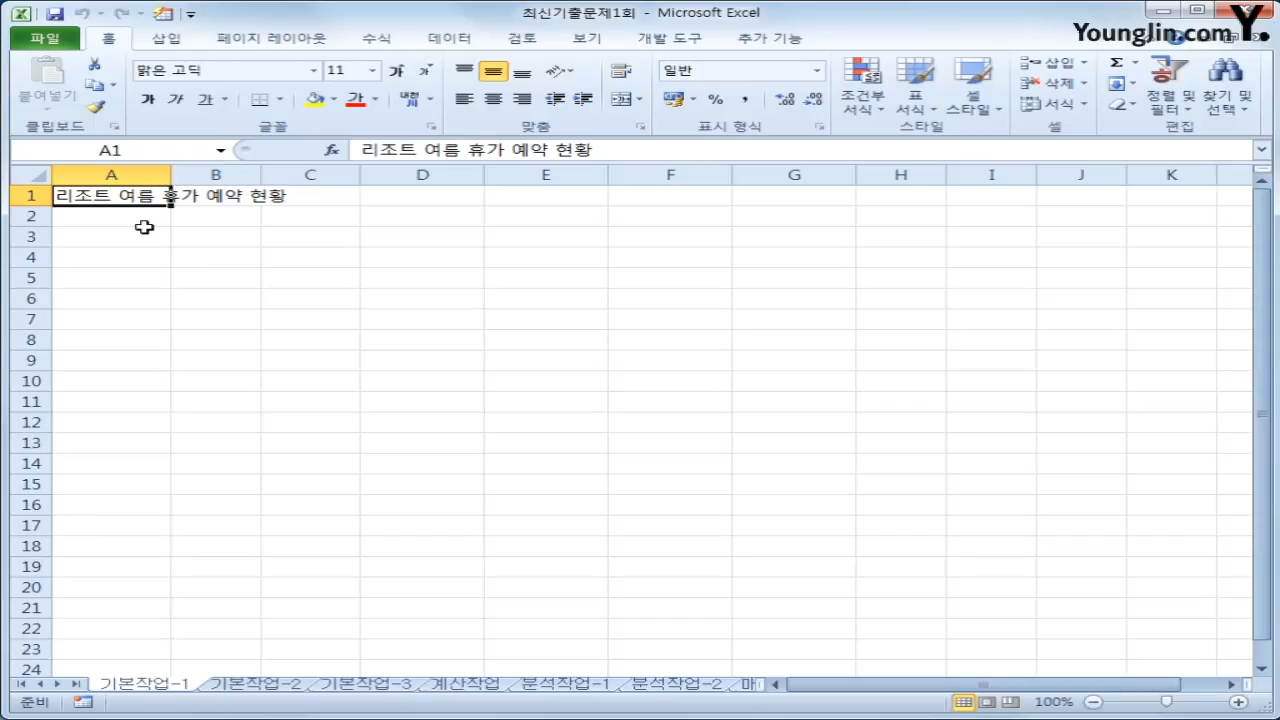 최신기출문제1회 - Microsoft Excel
YoungJin.com Y.
파일 홈 삽입 페이지 레이아웃 수식 데이터 검토 보기 개발 도구 추가 기능
붙여넣기
맑은 고딕 11 가 가
가 가 가 가 내천
일반
% ,
조건부 서식 표 서식 셀 스타일
삽입
삭제
서식
Σ
정렬 및 필터 찾기 및 선택
클립보드 글꼴 맞춤 표시 형식 스타일 셀 편집
A1 fx 리조트 여름 휴가 예약 현황
A B C D E F G H I J K
1 리조트 여름 휴가 예약 현황
2
3
4
5
6
7
8
9
10
11
12
13
14
15
16
17
18
19
20
21
22
23
24
기본작업-1 기본작업-2 기본작업-3 계산작업 분석작업-1 분석작업-2
준비 100%